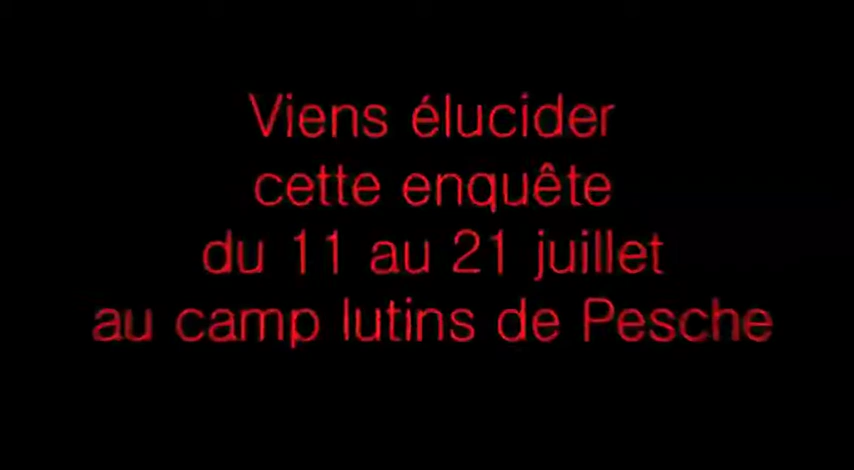 Viens élucider
cette enquête
du 11 au 21 juillet
au camp lutins de Pesche